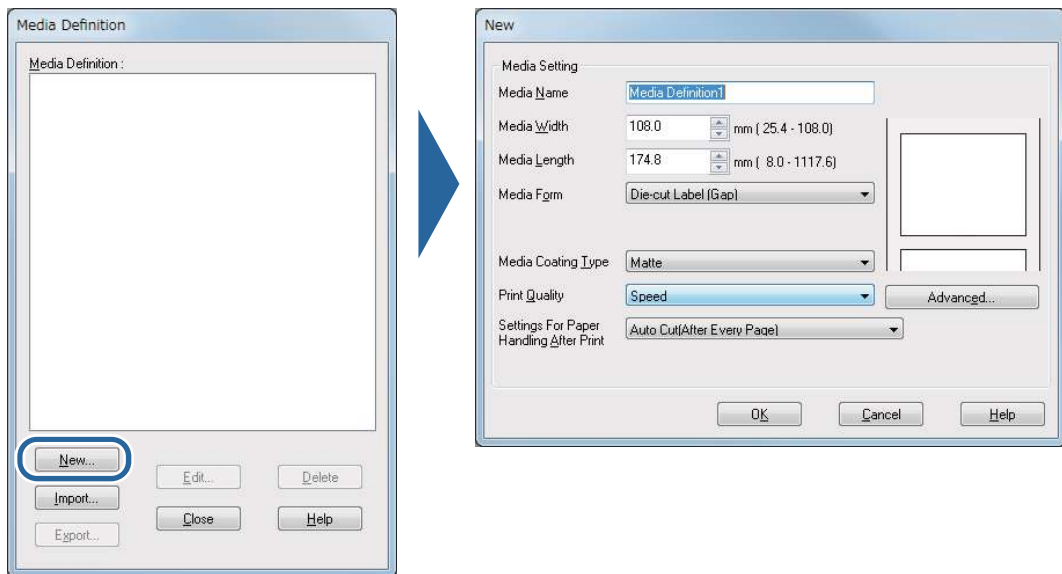 Media Definition
Media Definition :
New...
Edit...
Delete
Import...
Close
Help
Export...
New
Media Setting
Media Name
Media Definition1
Media Width
108.0
mm ( 25.4 - 108.0)
Media Length
174.8
mm ( 8.0 - 1117.6)
Media Form
Die-cut Label (Gap)
Media Coating Type
Matte
Print Quality
Speed
Advanced...
Settings For Paper
Handling After Print
Auto Cut(After Every Page)
OK
Cancel
Help